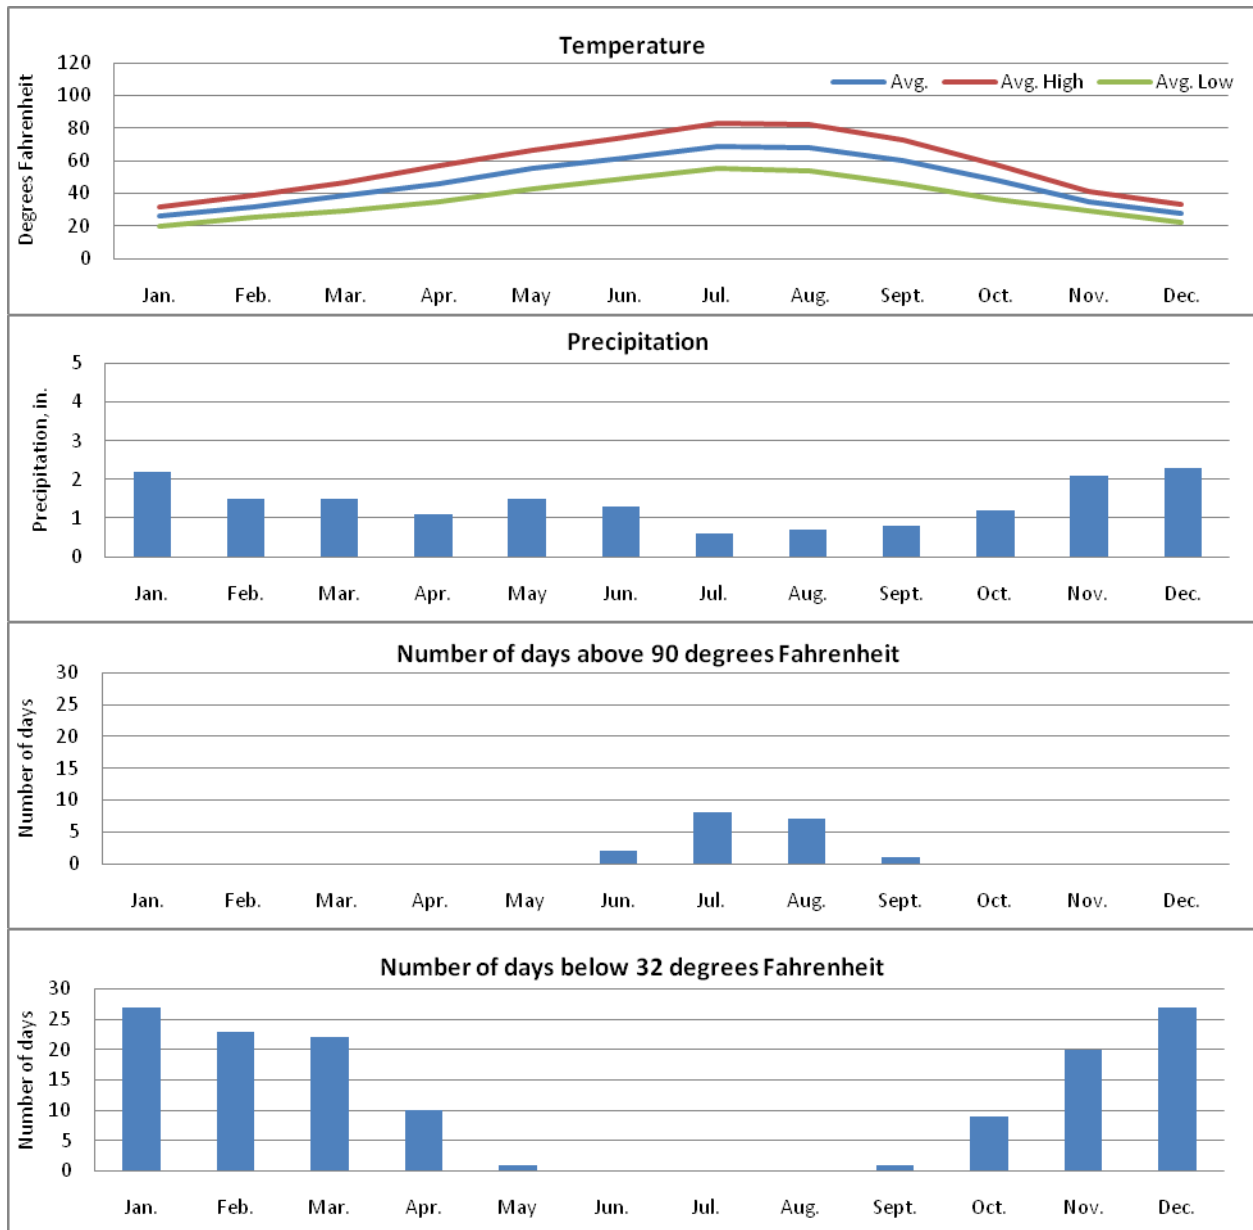 Temperature
Degrees Fahrenheit
120
100
80
60
40
20
0
Avg. Avg. High Avg. Low
Jan. Feb. Mar. Apr. May Jun. Jul. Aug. Sept. Oct. Nov. Dec.
Precipitation
Precipitation, in.
5
4
3
2
1
0
Jan. Feb. Mar. Apr. May Jun. Jul. Aug. Sept. Oct. Nov. Dec.
Number of days above 90 degrees Fahrenheit
Number of days
30
25
20
15
10
5
0
Jan. Feb. Mar. Apr. May Jun. Jul. Aug. Sept. Oct. Nov. Dec.
Number of days below 32 degrees Fahrenheit
Number of days
30
25
20
15
10
5
0
Jan. Feb. Mar. Apr. May Jun. Jul. Aug. Sept. Oct. Nov. Dec.